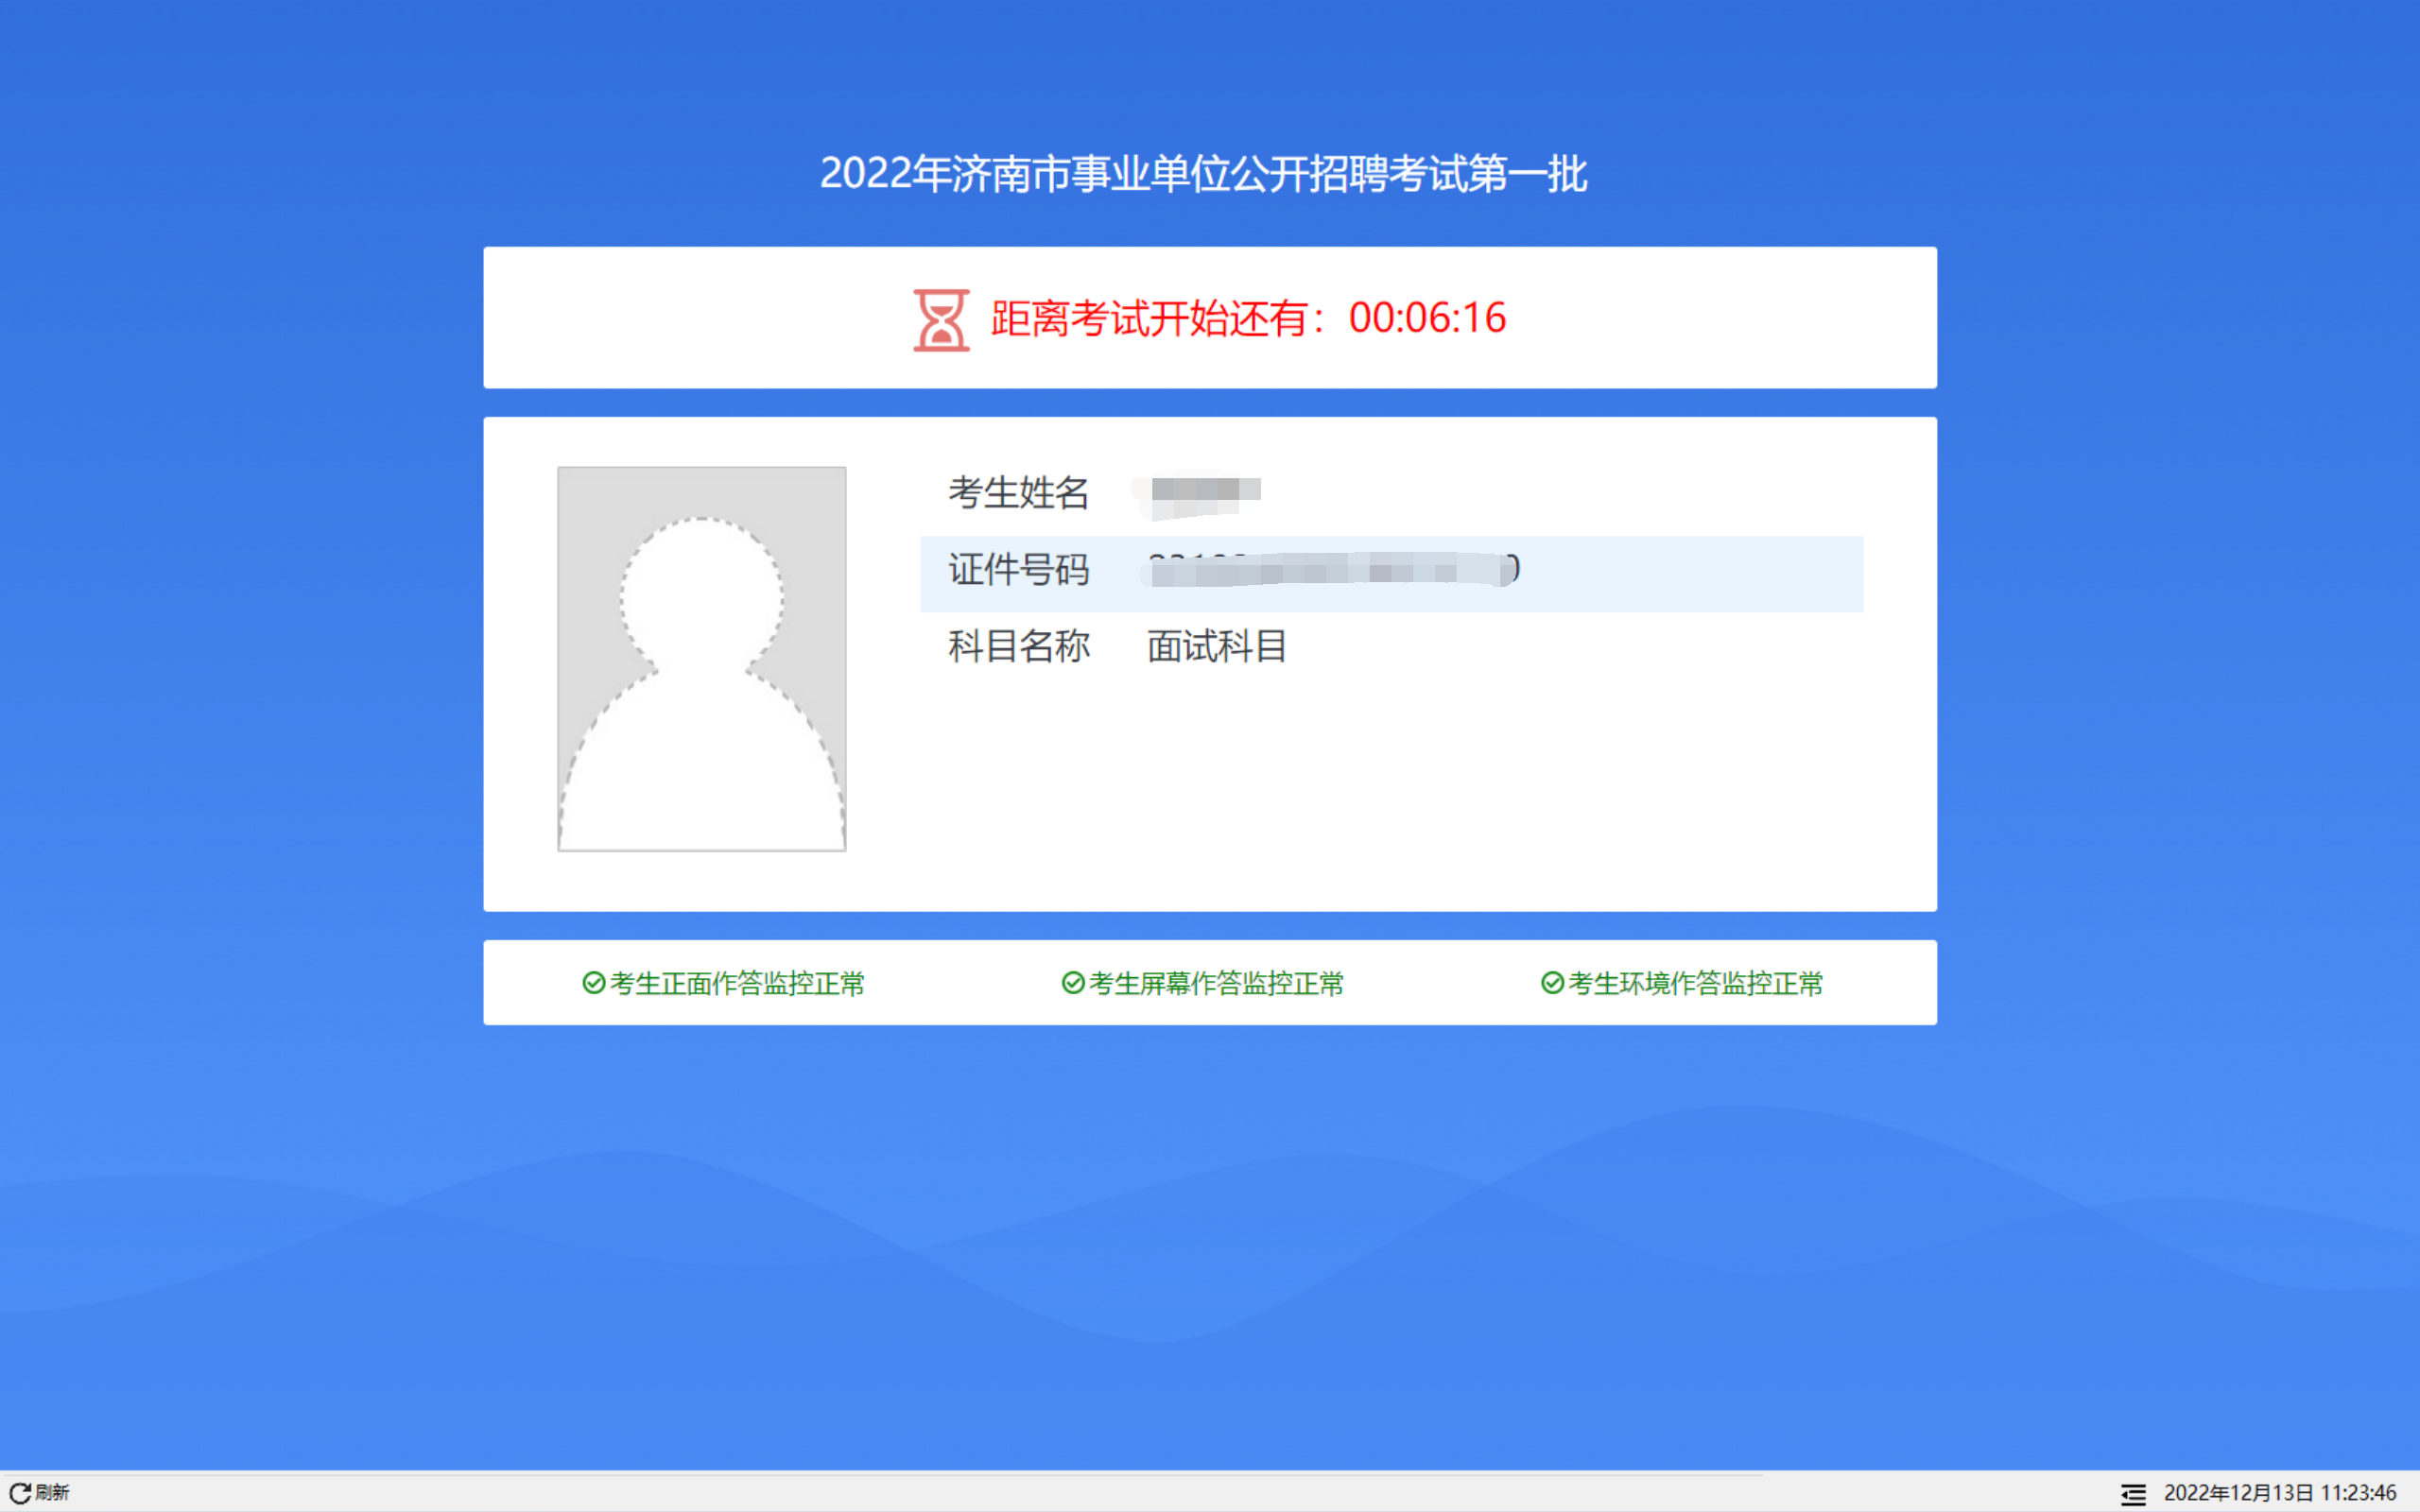 2022年济南市事业单位公开招聘考试第一批
距离考试开始还有：00:06:16
考生姓名
证件号码
科目名称 面试科目
考生正面作答监控正常 考生屏幕作答监控正常 考生环境作答监控正常
刷新 2022年12月13日 11:23:46